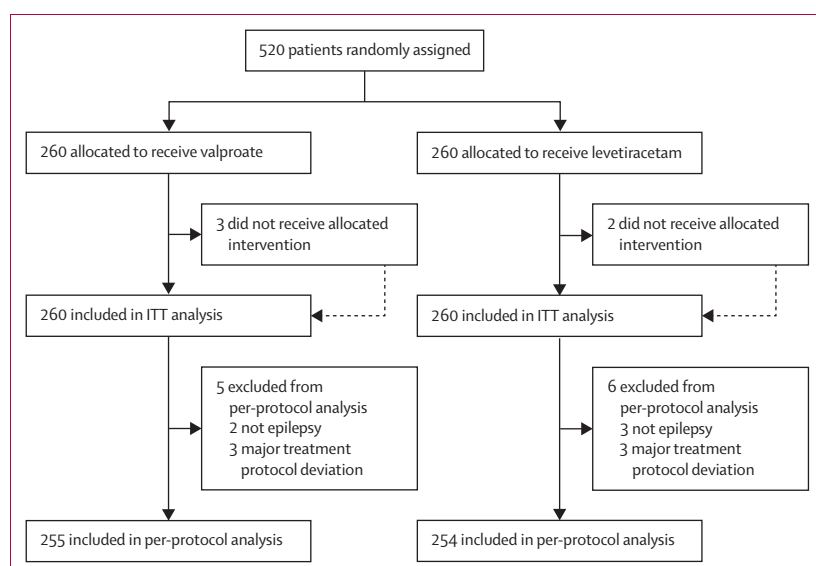 520 patients randomly assigned
260 allocated to receive valproate
260 allocated to receive levetiracetam
3 did not receive allocated
intervention
2 did not receive allocated
intervention
260 included in ITT analysis
260 included in ITT analysis
5 excluded from
per-protocol analysis
2 not epilepsy
3 major treatment
protocol deviation
6 excluded from
per-protocol analysis
3 not epilepsy
3 major treatment
protocol deviation
255 included in per-protocol analysis
254 included in per-protocol analysis